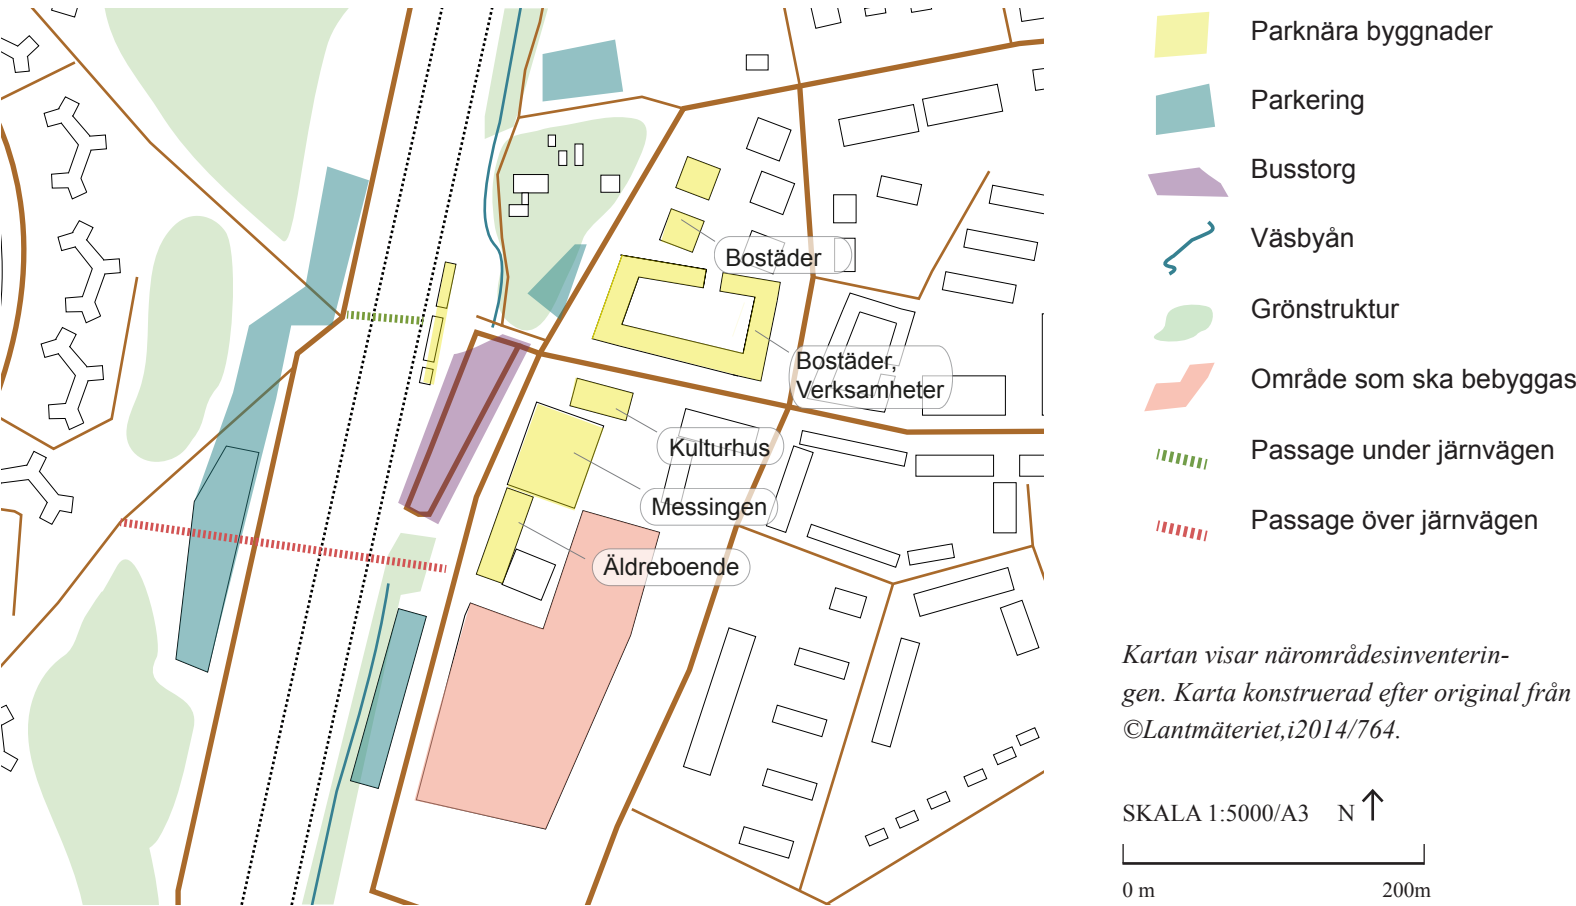 Bostäder
Bostäder,
Verksamheter
Kulturhus
Messingen
Äldreboende
Parknära byggnader
Parkering
Busstorg
Väsbyån
Grönstruktur
Område som ska bebyggas
Passage under järnvägen
Passage över järnvägen
Kartan visar närområdesinventerin-
gen. Karta konstruerad efter original från
©Lantmäteriet,i2014/764.
SKALA 1:5000/A3 N
0 m 200m